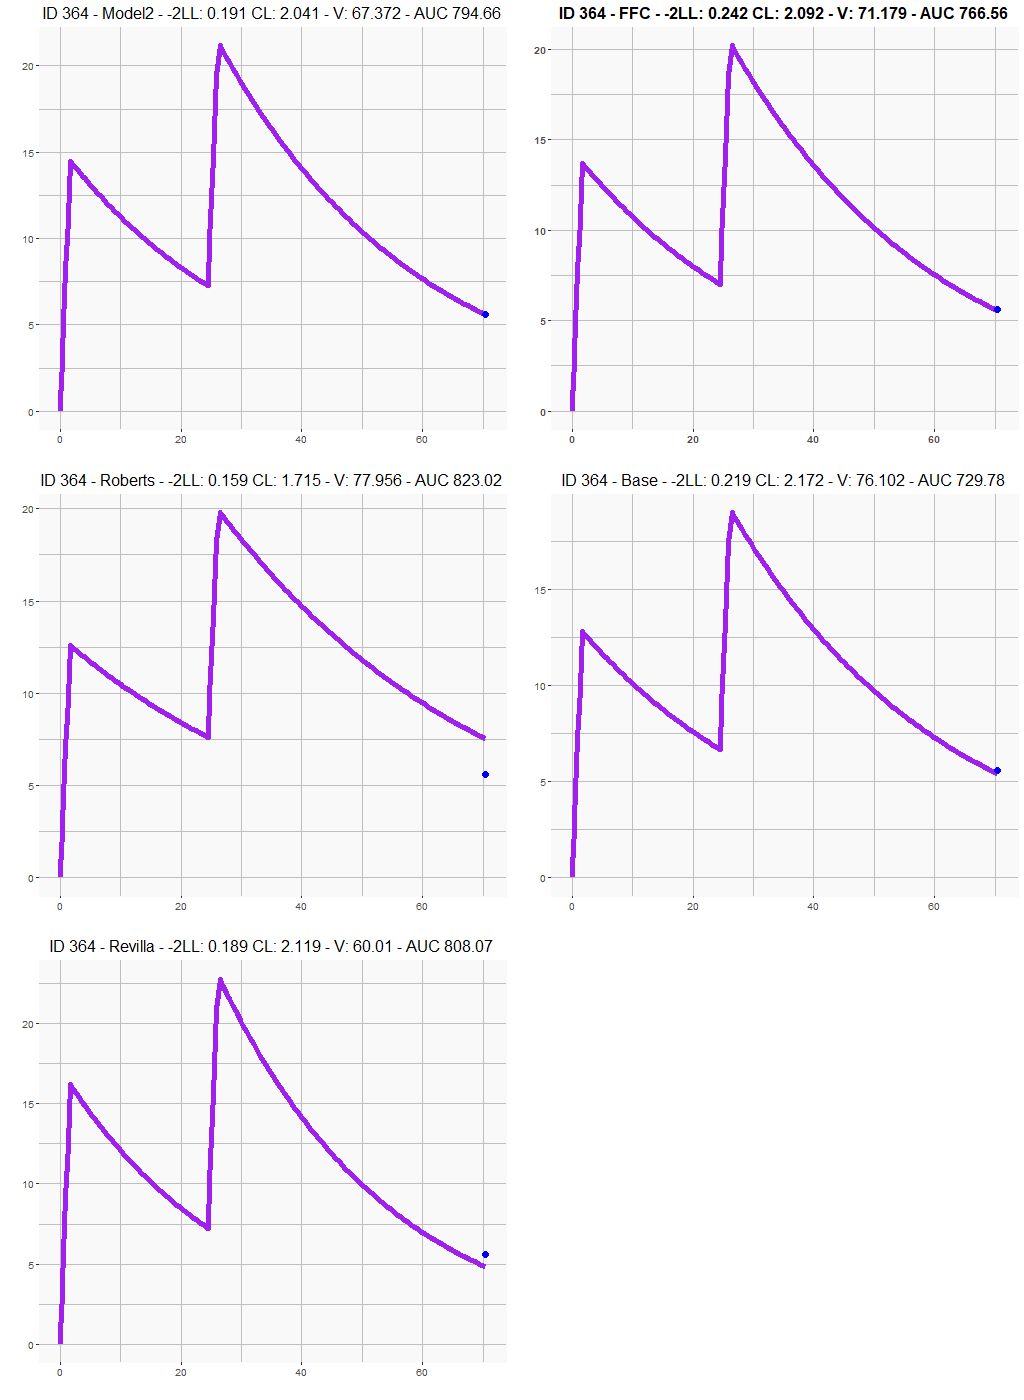 ID 364 - Model2 - -2LL: 0.191 CL: 2.041 - V: 67.372 - AUC 794.66
20
15
10
5
0
0 20 40 60
ID 364 - FFC - -2LL: 0.242 CL: 2.092 - V: 71.179 - AUC 766.56
20
15
10
5
0
0 20 40 60
ID 364 - Roberts - -2LL: 0.159 CL: 1.715 - V: 77.956 - AUC 823.02
20
15
10
5
0
0 20 40 60
ID 364 - Base - -2LL: 0.219 CL: 2.172 - V: 76.102 - AUC 729.78
15
10
5
0
0 20 40 60
ID 364 - Revilla - -2LL: 0.189 CL: 2.119 - V: 60.01 - AUC 808.07
20
15
10
5
0
0 20 40 60